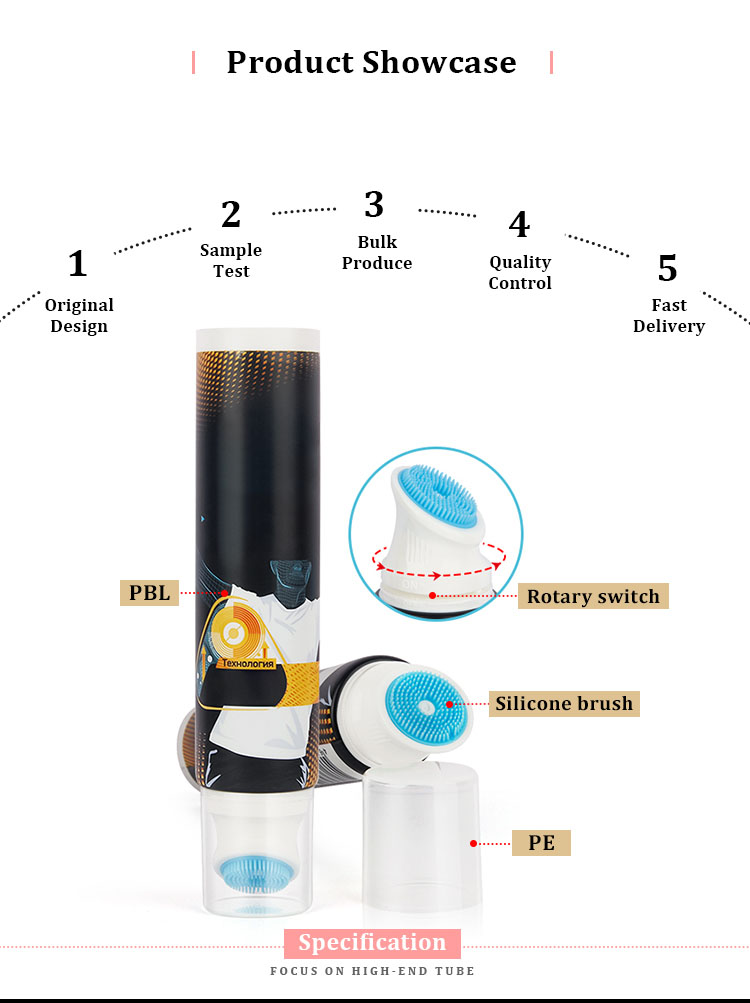 Product Showcase
1
Original
Design
2
Sample
Test
3
Bulk
Produce
4
Quality
Control
5
Fast
Delivery
PBL
Rotary switch
Технология
Silicone brush
PE
Specification
FOCUS ON HIGH-END TUBE